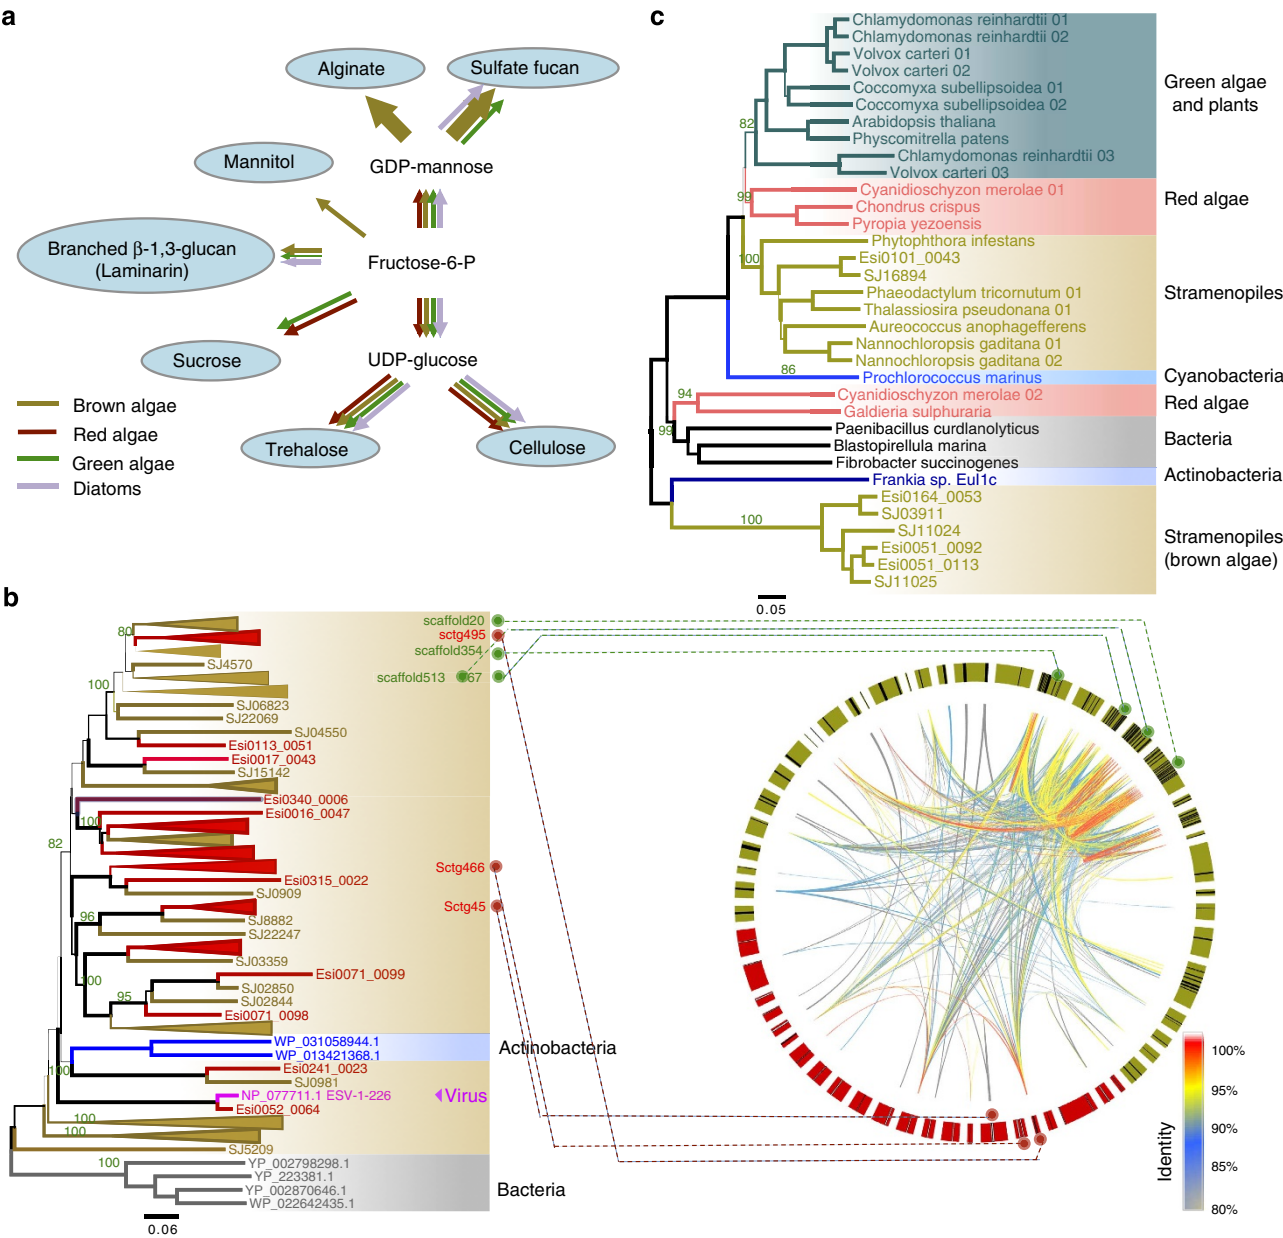 a
Alginate
Sulfate fucan
Mannitol
GDP-mannose
Branched β-1,3-glucan
(Laminarin)
Fructose-6-P
Sucrose
UDP-glucose
Trehalose
Cellulose
Brown algae
Red algae
Green algae
Diatoms
c
Chlamydomonas reinhardtii 01
Chlamydomonas reinhardtii 02
Volvox carteri 01
Volvox carteri 02
Coccomyxa subellipsoidea 01
Coccomyxa subellipsoidea 02
Arabidopsis thaliana
Physcomitrella patens
Chlamydomonas reinhardtii 03
Volvox carteri 03
Cyanidioschyzon merolae 01
Chondrus crispus
Pyropia yezoensis
Phytophthora infestans
Esi0101_0043
SJ16894
Phaeodactylum tricornutum 01
Thalassiosira pseudonana 01
Aureococcus anophagefferens
Nannochloropsis gaditana 01
Nannochloropsis gaditana 02
Prochlorococcus marinus
Cyanidioschyzon merolae 02
Galdieria sulphuraria
Paenibacillus curdlanolyticus
Blastopirellula marina
Fibrobacter succinogenes
Frankia sp. EuI1c
Esi0164_0053
SJ03911
SJ11024
Esi0051_0092
Esi0051_0113
SJ11025
82
99
100
86
94
99
100
0.05
Green algae
and plants
Red algae
Stramenopiles
Cyanobacteria
Red algae
Bacteria
Actinobacteria
Stramenopiles
(brown algae)
b
80
SJ4570
100
SJ06823
SJ22069
SJ04550
Esi0113_0051
Esi0017_0043
SJ15142
Esi0340_0006
Esi0016_0047
100
82
Esi0315_0022
SJ0909
96
SJ8882
SJ22247
SJ03359
100
Esi0071_0099
SJ02850
95
SJ02844
Esi0071_0098
WP_031058944.1
WP_013421368.1
100
Esi0241_0023
SJ0981
NP_077711.1 ESV-1-226
Esi0052_0064
100
100
SJ5209
100
YP_002798298.1
YP_223381.1
YP_002870646.1
WP_022642435.1
0.06
scaffold20
sctg495
scaffold354
scaffold513
67
Sctg466
Sctg45
Actinobacteria
Virus
Bacteria
Identity
100%
95%
90%
85%
80%